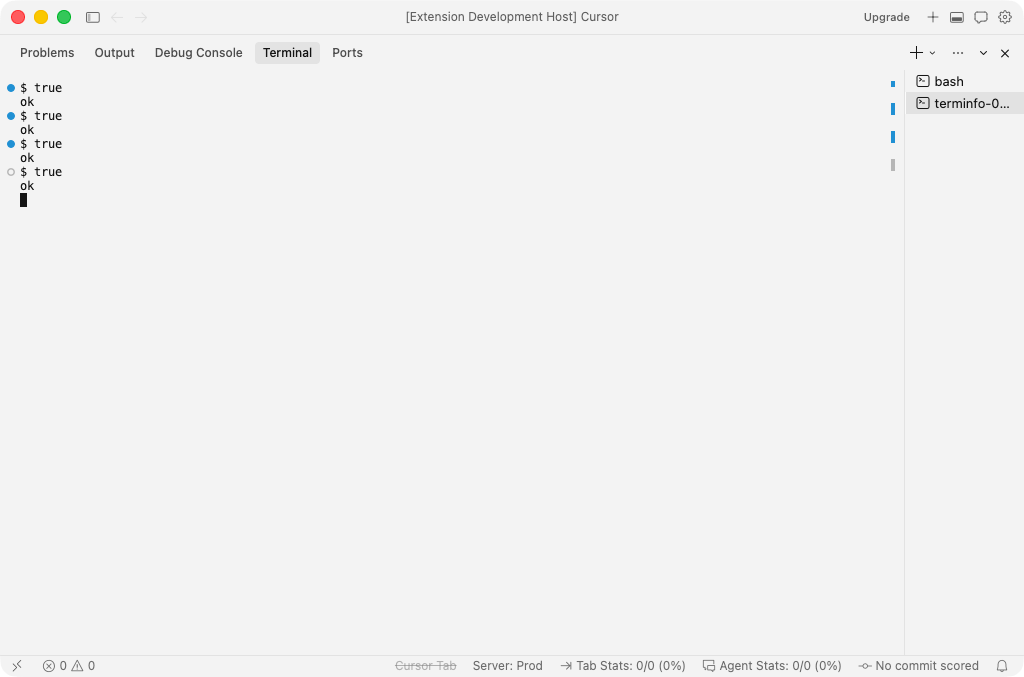 [Extension Development Host] Cursor
Upgrade
Problems Output Debug Console Terminal Ports
$ true
ok
$ true
ok
$ true
ok
$ true
ok
bash
terminfo-0...
0 0 Cursor Tab Server: Prod Tab Stats: 0/0 (0%) Agent Stats: 0/0 (0%) No commit scored